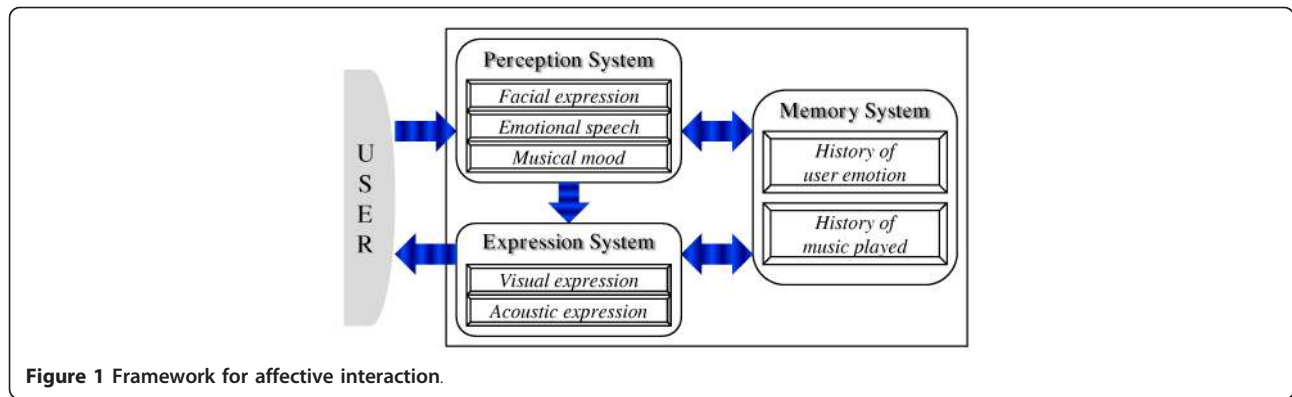 USER
Perception System
Facial expression
Emotional speech
Musical mood
Expression System
Visual expression
Acoustic expression
Memory System
History of
user emotion
History of
music played
Figure 1 Framework for affective interaction.